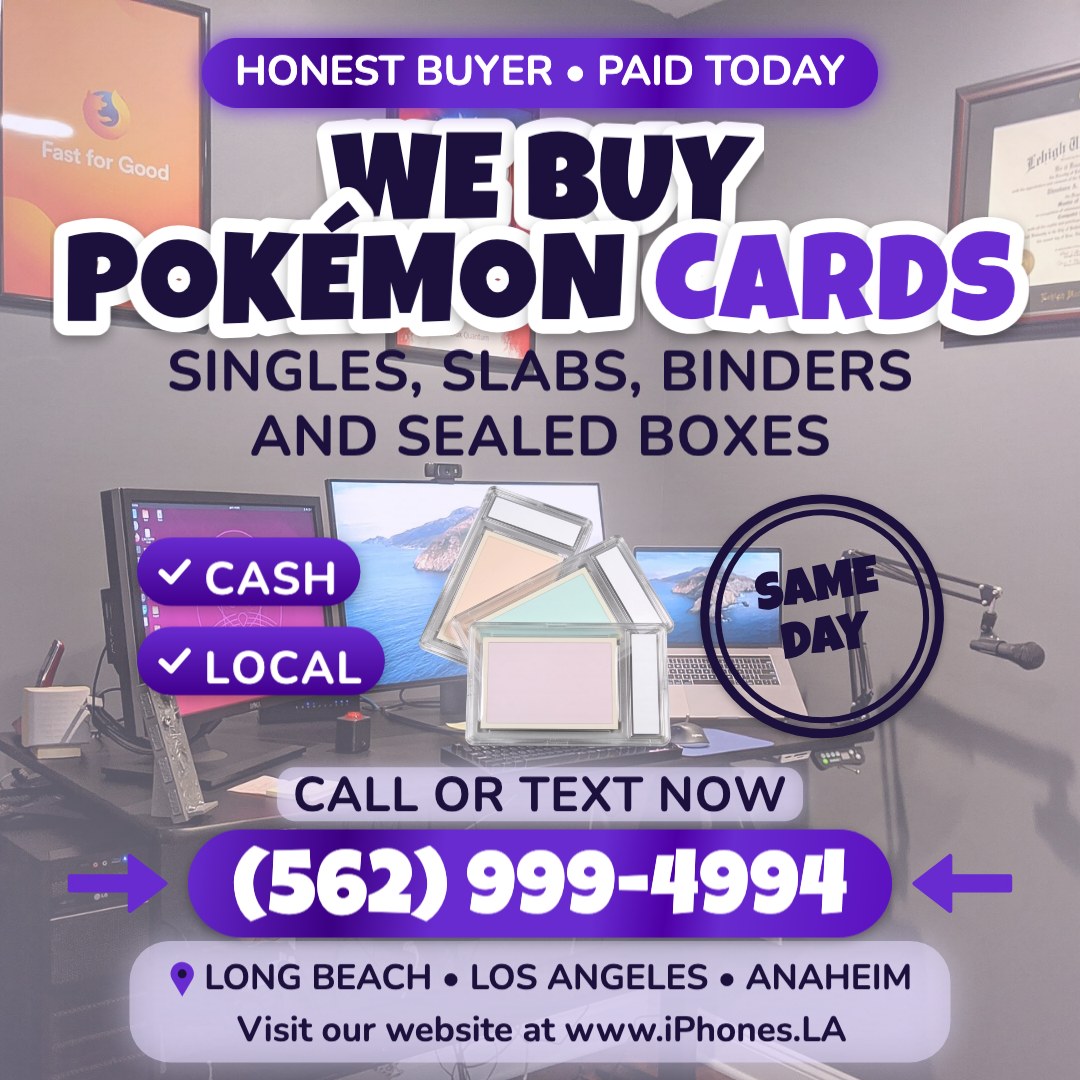 HONEST BUYER • PAID TODAY
Fast for Good
WE BUY
POKÉMON CARDS
SINGLES, SLABS, BINDERS
AND SEALED BOXES
✓ CASH
✓ LOCAL
SAME
DAY
CALL OR TEXT NOW
(562) 999-4994
LONG BEACH • LOS ANGELES • ANAHEIM
Visit our website at www.iPhones.LA